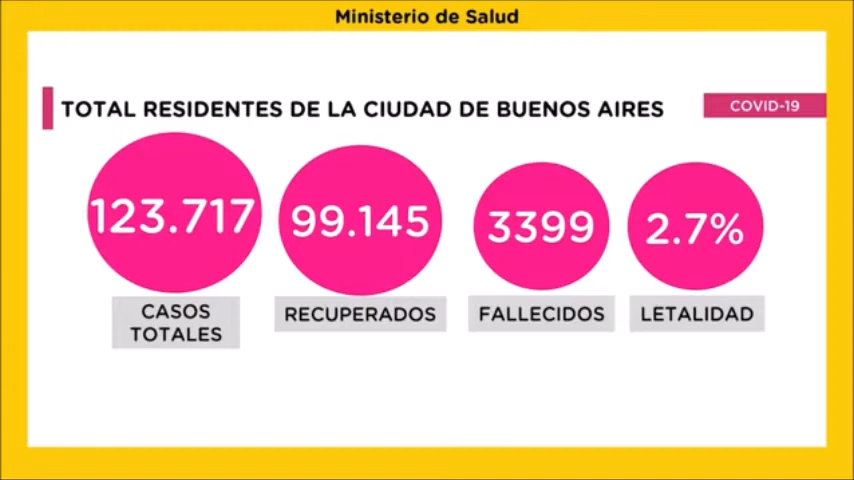 Ministerio de Salud
TOTAL RESIDENTES DE LA CIUDAD DE BUENOS AIRES
COVID-19
123.717
99.145
3399
2.7%
CASOS
TOTALES
RECUPERADOS
FALLECIDOS
LETALIDAD